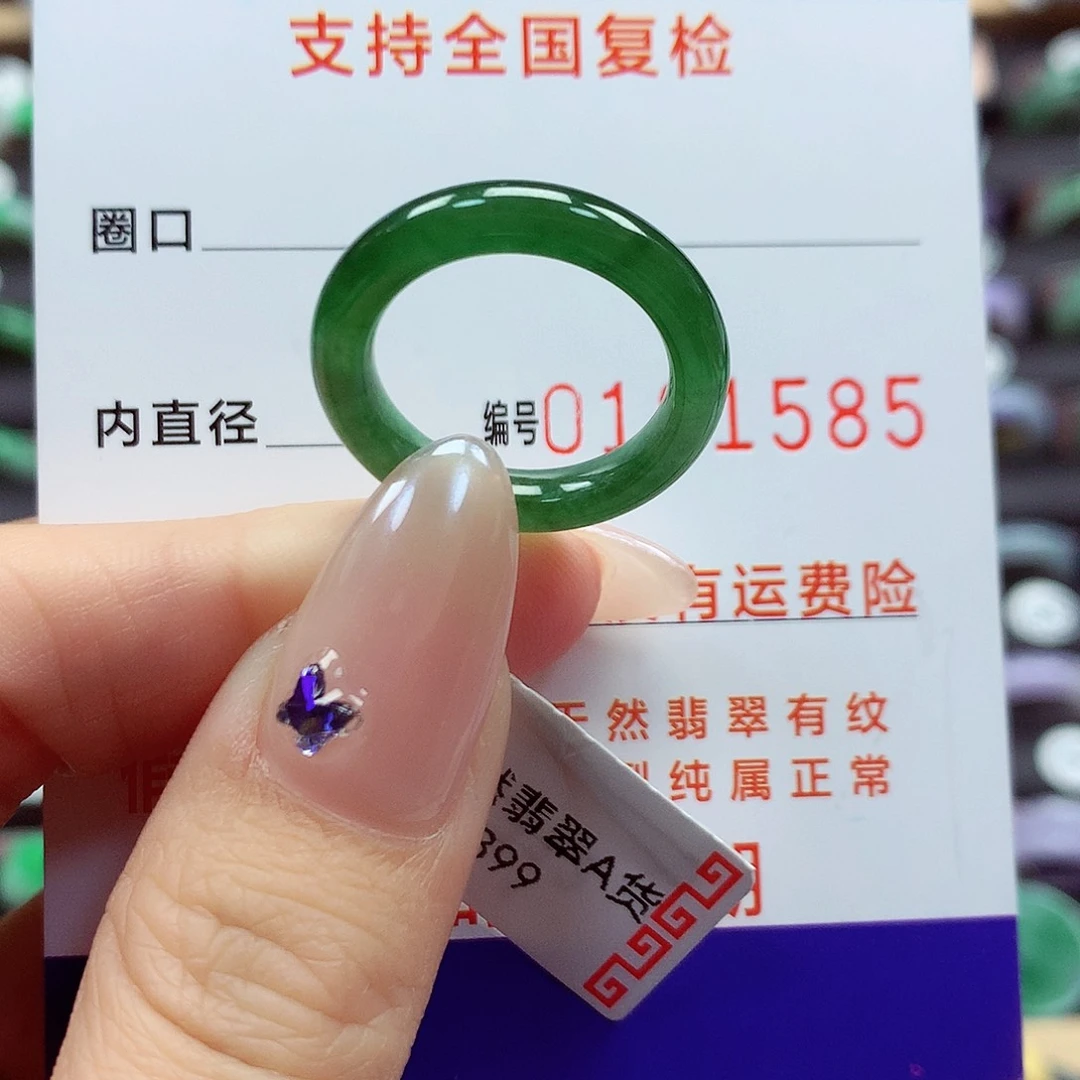 支持全国复检
圈口
内直径
编号01 1585
有运费险
然翡翠有纹
纯属正常
翡翠A货
399